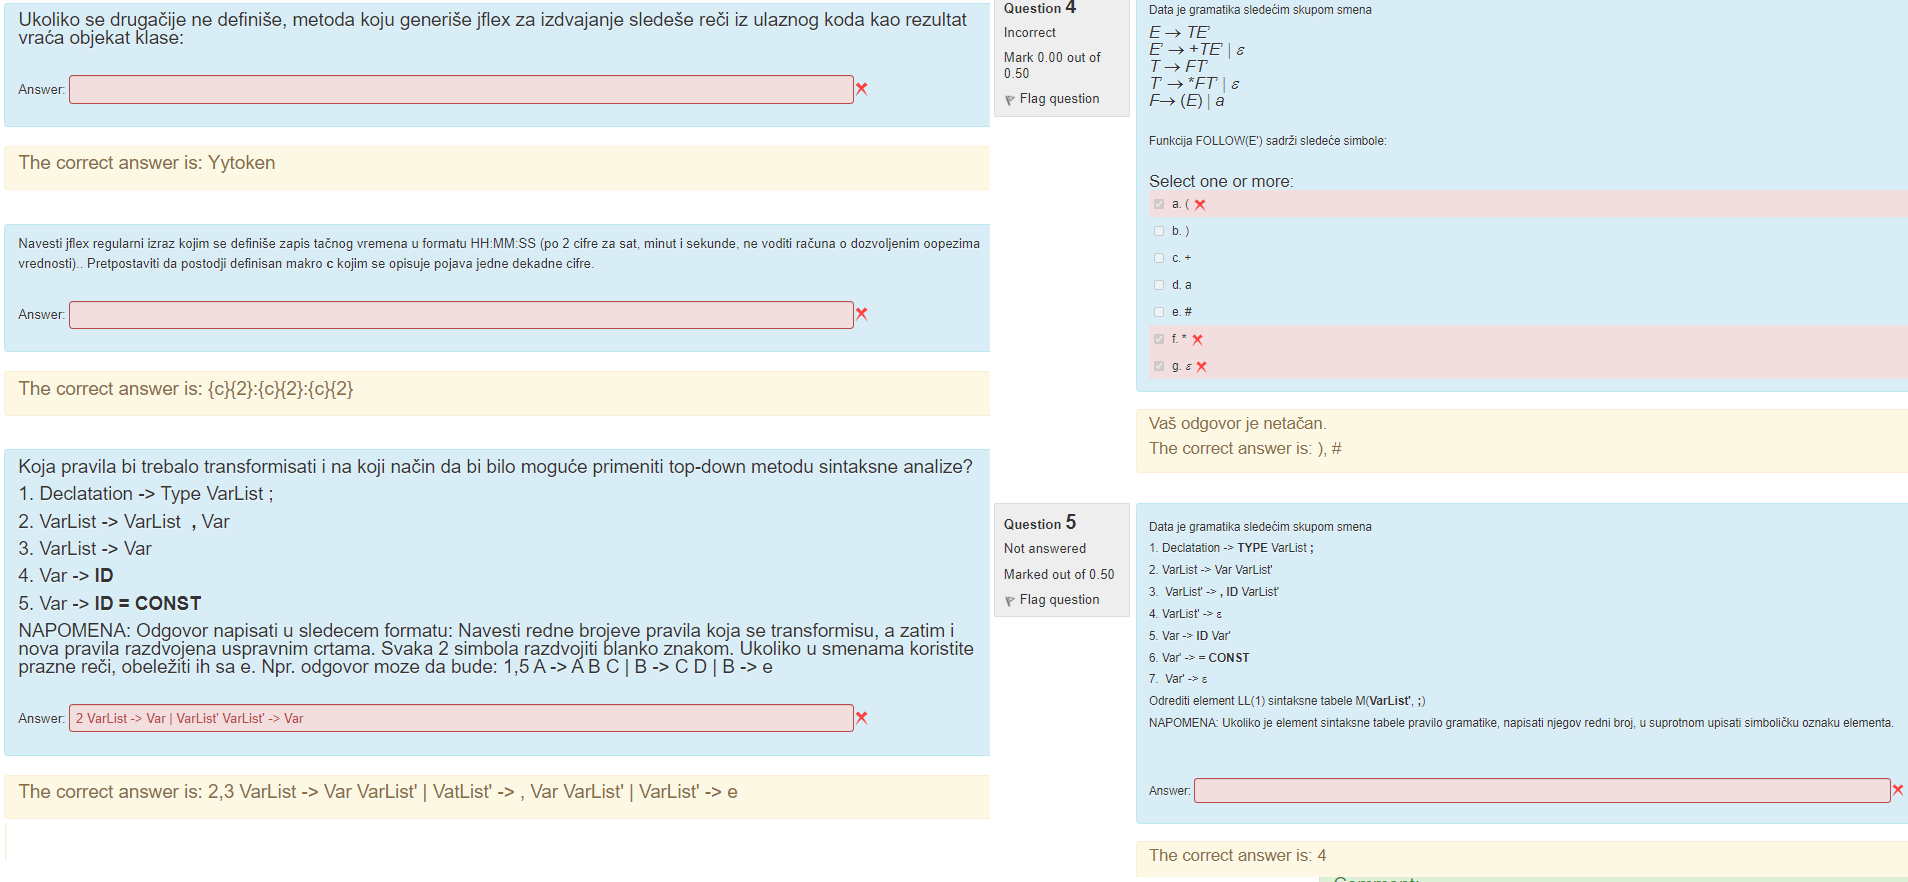 Ukoliko se drugačije ne definiše, metoda koju generiše jflex za izdvajanje sledeše reči iz ulaznog koda kao rezultat
vraća objekat klase:
Answer:
The correct answer is: Yytoken
Navesti jflex regularni izraz kojim se definiše zapis tačnog vremena u formatu HH:MM:SS (po 2 cifre za sat, minut i sekunde, ne voditi računa o dozvoljenim oopezima
vrednosti).. Pretpostaviti da postodji definisan makro c kojim se opisuje pojava jedne dekadne cifre.
Answer:
The correct answer is: {c}{2}:{c}{2}:{c}{2}
Koja pravila bi trebalo transformisati i na koji način da bi bilo moguće primeniti top-down metodu sintaksne analize?
1. Declatation -> Type VarList ;
2. VarList -> VarList , Var
3. VarList -> Var
4. Var -> ID
5. Var -> ID = CONST
NAPOMENA: Odgovor napisati u sledecem formatu: Navesti redne brojeve pravila koja se transformisu, a zatim i
nova pravila razdvojena uspravnim crtama. Svaka 2 simbola razdvojiti blanko znakom. Ukoliko u smenama koristite
prazne reči, obeležiti ih sa e. Npr. odgovor moze da bude: 1,5 A -> A B C | B -> C D | B -> e
Answer: 2 VarList -> Var | VarList' VarList' -> Var
The correct answer is: 2,3 VarList -> Var VarList' | VatList' -> , Var VarList' | VarList' -> e
Question 4
Incorrect
Mark 0.00 out of
0.50
Flag question
Data je gramatika sledećim skupom smena
E → TE'
E' → +TE' | ε
T → FT'
T' → *FT' | ε
F→ (E) | a
Funkcija FOLLOW(E') sadrži sledeće simbole:
Select one or more:
a. (
b. )
c. +
d. a
e. #
f. *
g. ε
Vaš odgovor je netačan.
The correct answer is: ), #
Question 5
Not answered
Marked out of 0.50
Flag question
Data je gramatika sledećim skupom smena
1. Declatation -> TYPE VarList ;
2. VarList -> Var VarList'
3. VarList' -> , ID VarList'
4. VarList' -> ε
5. Var -> ID Var'
6. Var' -> = CONST
7. Var' -> ε
Odrediti element LL(1) sintaksne tabele M(VarList', ;)
NAPOMENA: Ukoliko je element sintaksne tabele pravilo gramatike, napisati njegov redni broj, u suprotnom upisati simboličku oznaku elementa.
Answer:
The correct answer is: 4
Comment: